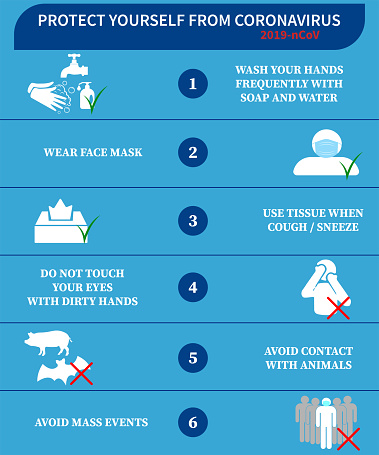 PROTECT YOURSELF FROM CORONAVIRUS
2019-nCoV
1
WASH YOUR HANDS
FREQUENTLY WITH
SOAP AND WATER
WEAR FACE MASK
2
3
USE TISSUE WHEN
COUGH / SNEEZE
DO NOT TOUCH
YOUR EYES
WITH DIRTY HANDS
4
5
AVOID CONTACT
WITH ANIMALS
AVOID MASS EVENTS
6